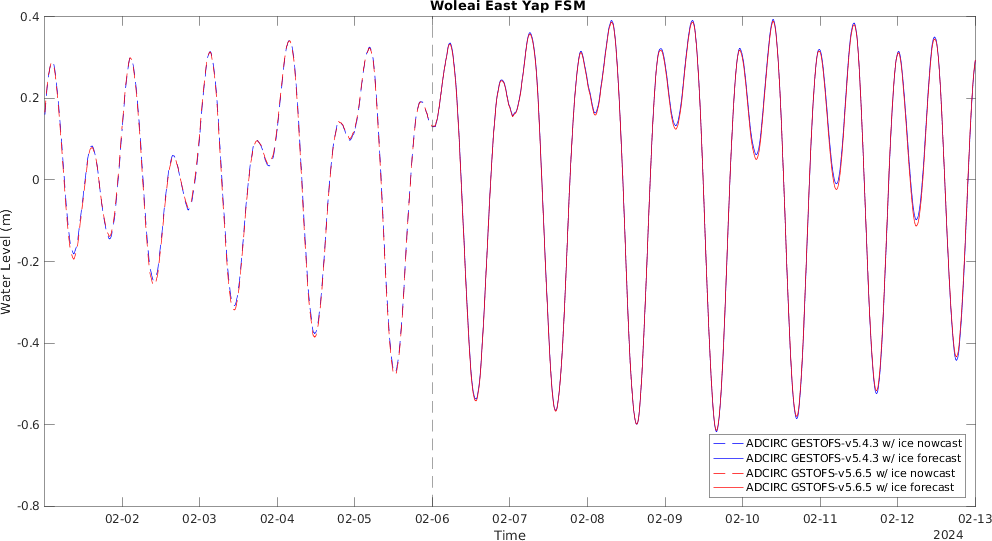 Woleai East Yap FSM
Water Level (m)
0.4
0.2
0
-0.2
-0.4
-0.6
-0.8
ADCIRC GESTOFS-v5.4.3 w/ ice nowcast
ADCIRC GESTOFS-v5.4.3 w/ ice forecast
ADCIRC GSTOFS-v5.6.5 w/ ice nowcast
ADCIRC GSTOFS-v5.6.5 w/ ice forecast
02-02 02-03 02-04 02-05 02-06 02-07 02-08 02-09 02-10 02-11 02-12 02-13
Time
2024